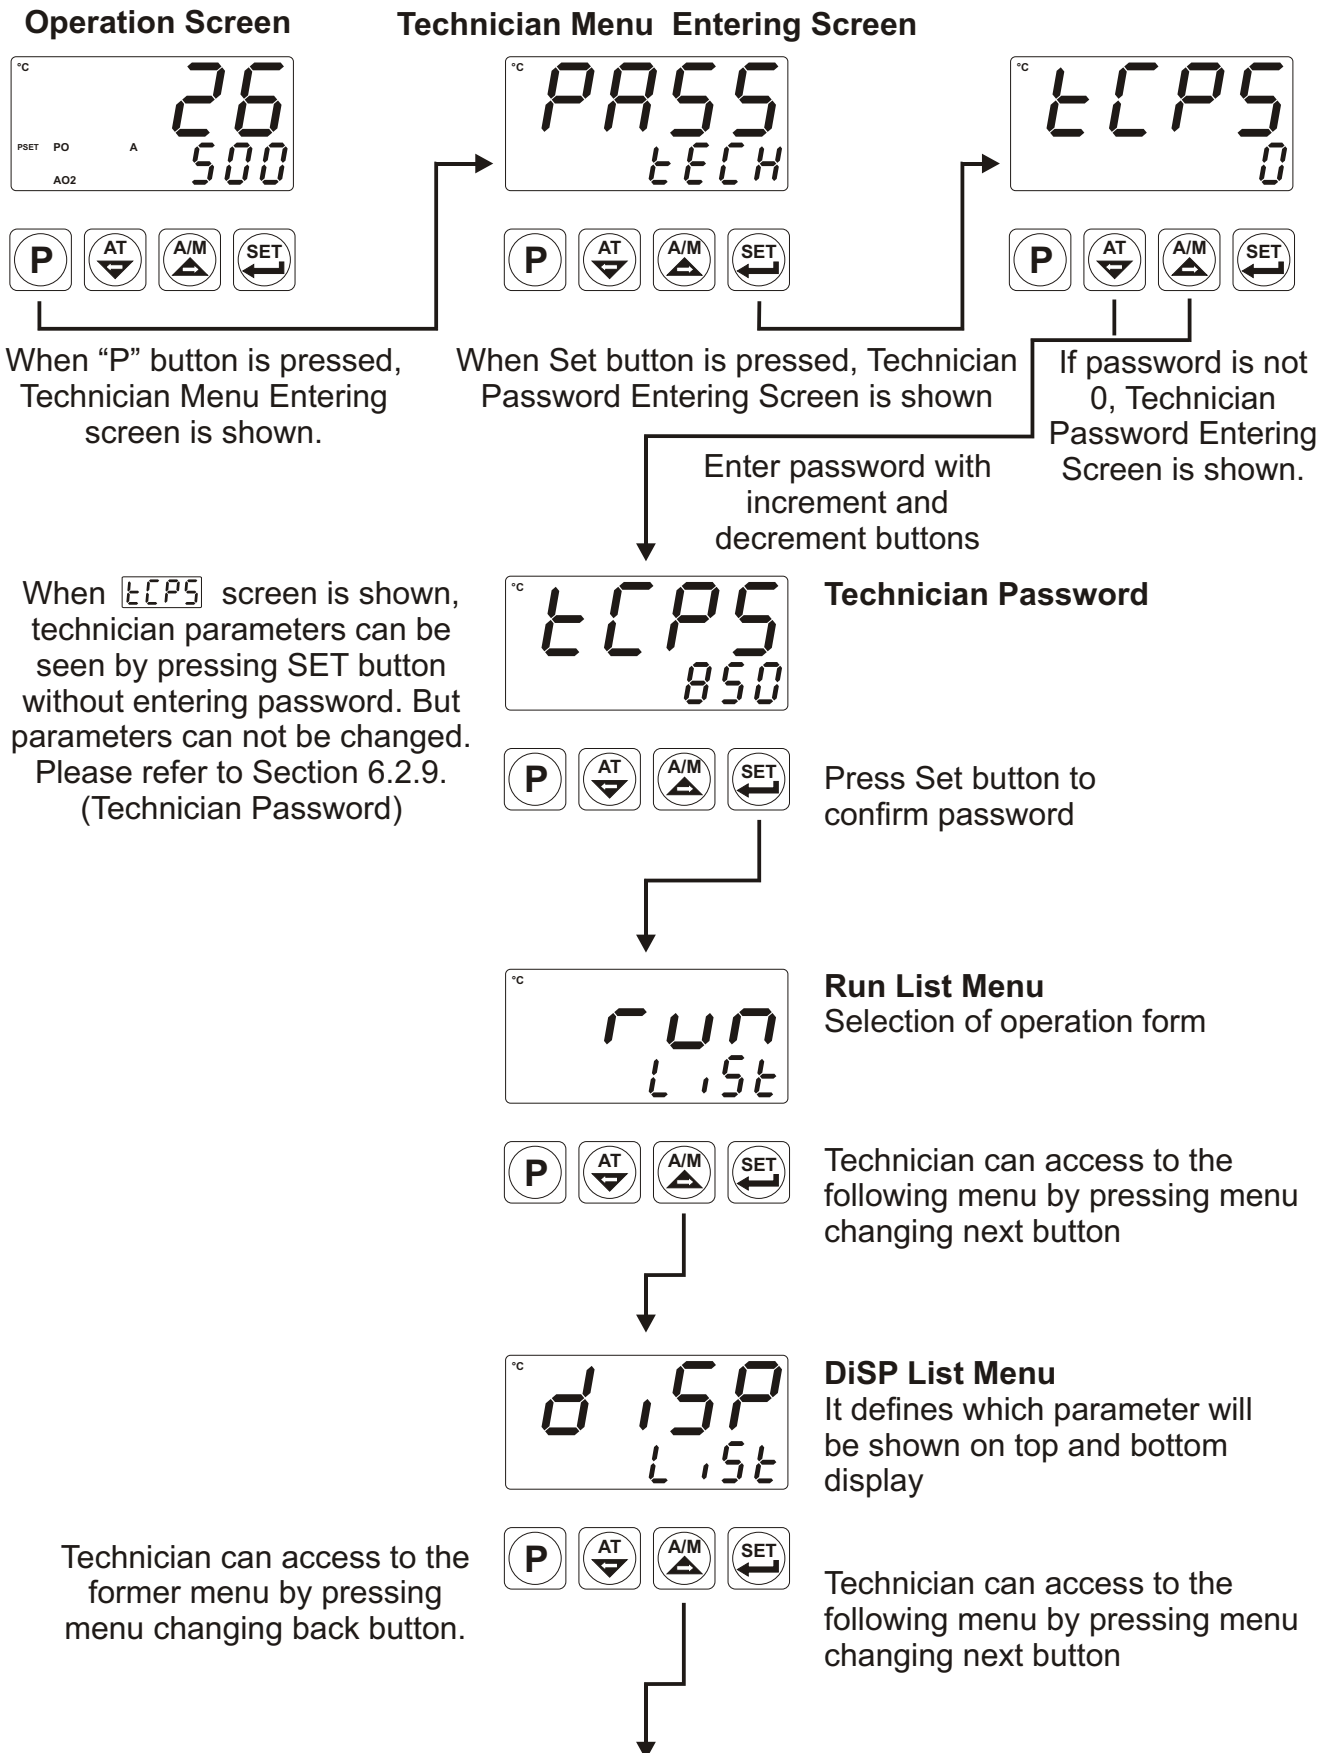 Operation Screen
Technician Menu Entering Screen
°C
26
PSET PO A
500
AO2
°C
PASS
tECH
°C
tCPS
0
P AT A/M SET
P AT A/M SET
P AT A/M SET
When “P” button is pressed,
Technician Menu Entering
screen is shown.
When Set button is pressed, Technician
Password Entering Screen is shown
If password is not
0, Technician
Password Entering
Screen is shown.
Enter password with
increment and
decrement buttons
When tCPS screen is shown,
technician parameters can be
seen by pressing SET button
without entering password. But
parameters can not be changed.
Please refer to Section 6.2.9.
(Technician Password)
°C
tCPS
850
Technician Password
P AT A/M SET
Press Set button to
confirm password
°C
run
LiSt
Run List Menu
Selection of operation form
P AT A/M SET
Technician can access to the
following menu by pressing menu
changing next button
°C
diSP
LiSt
DiSP List Menu
It defines which parameter will
be shown on top and bottom
display
Technician can access to the
former menu by pressing
menu changing back button.
P AT A/M SET
Technician can access to the
following menu by pressing menu
changing next button